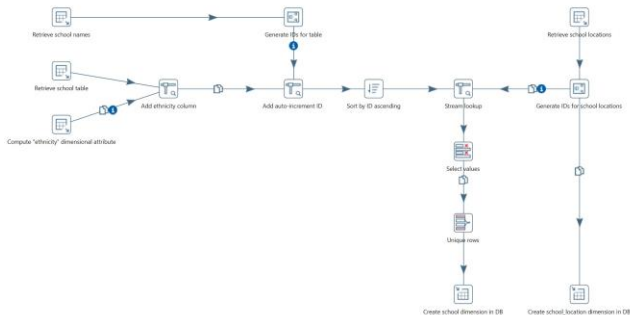 Retrieve school names
Generate IDs for table
Retrieve school locations
Retrieve school table
Add ethnicity column
Add auto-increment ID
Sort by ID ascending
Stream lookup
Generate IDs for school locations
Compute "ethnicity" dimensional attribute
Select values
Unique rows
Create school dimension in DB
Create school_location dimension in DB